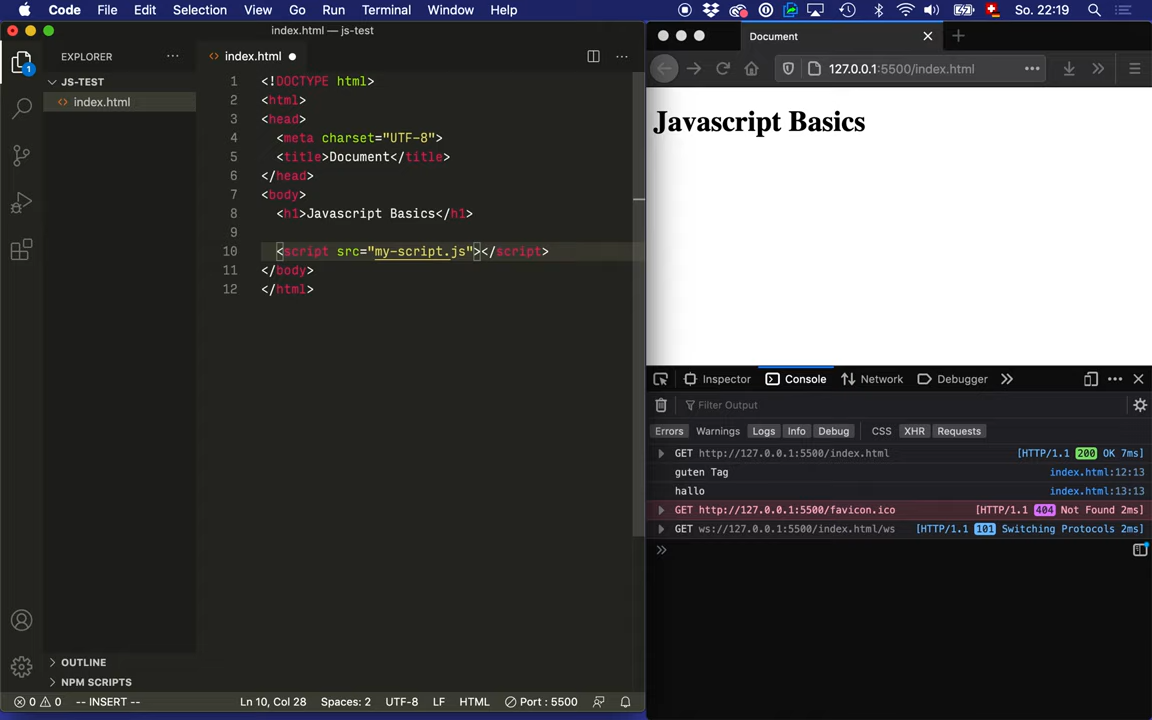 Code File Edit Selection View Go Run Terminal Window Help So. 22:19
index.html — js-test
EXPLORER ···
1
JS-TEST
index.html
OUTLINE
NPM SCRIPTS
index.html
1 <!DOCTYPE html>
2 <html>
3 <head>
4 <meta charset="UTF-8">
5 <title>Document</title>
6 </head>
7 <body>
8 <h1>Javascript Basics</h1>
9
10 <script src="my-script.js"></script>
11 </body>
12 </html>
0 0 -- INSERT -- Ln 10, Col 28 Spaces: 2 UTF-8 LF HTML Port : 5500
Document
127.0.0.1:5500/index.html
Javascript Basics
Inspector Console Network Debugger
Filter Output
Errors Warnings Logs Info Debug CSS XHR Requests
GET http://127.0.0.1:5500/index.html [HTTP/1.1 200 OK 7ms]
guten Tag index.html:12:13
hallo index.html:13:13
GET http://127.0.0.1:5500/favicon.ico [HTTP/1.1 404 Not Found 2ms]
GET ws://127.0.0.1:5500/index.html/ws [HTTP/1.1 101 Switching Protocols 2ms]